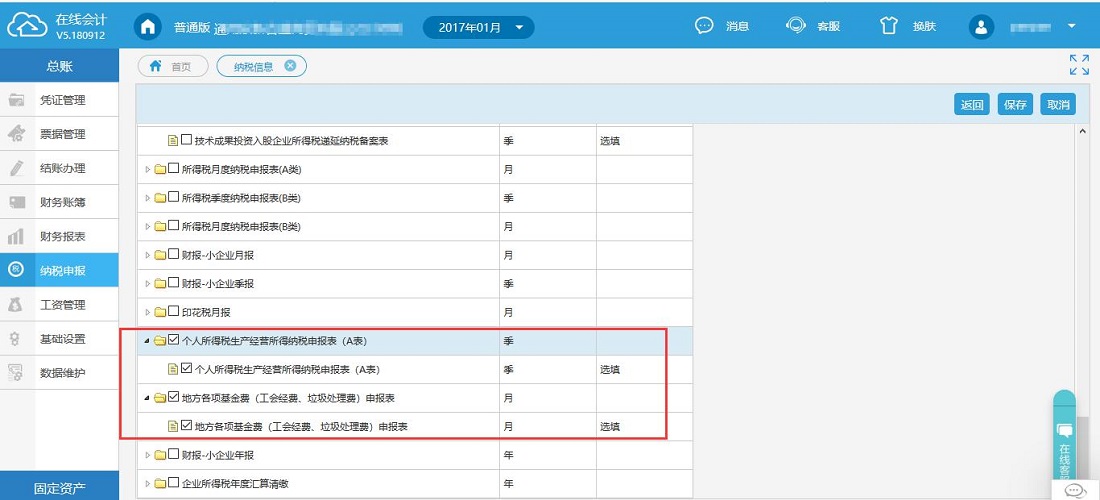 在线会计
V5.180912
普通版
2017年01月
消息
客服
换肤
总账
首页
纳税信息
凭证管理
票据管理
结账办理
财务账簿
财务报表
纳税申报
工资管理
基础设置
数据维护
固定资产
返回 保存 取消
技术成果投资入股企业所得税递延纳税备案表 季 选填
所得税月度纳税申报表(A类) 月
所得税季度纳税申报表(B类) 季
所得税月度纳税申报表(B类) 月
财报-小企业月报 月
财报-小企业季报 季
印花税月报 月
个人所得税生产经营所得纳税申报表（A表） 季
个人所得税生产经营所得纳税申报表（A表） 季 选填
地方各项基金费（工会经费、垃圾处理费）申报表 月
地方各项基金费（工会经费、垃圾处理费）申报表 月 选填
财报-小企业年报 年
企业所得税年度汇算清缴 年
在线客